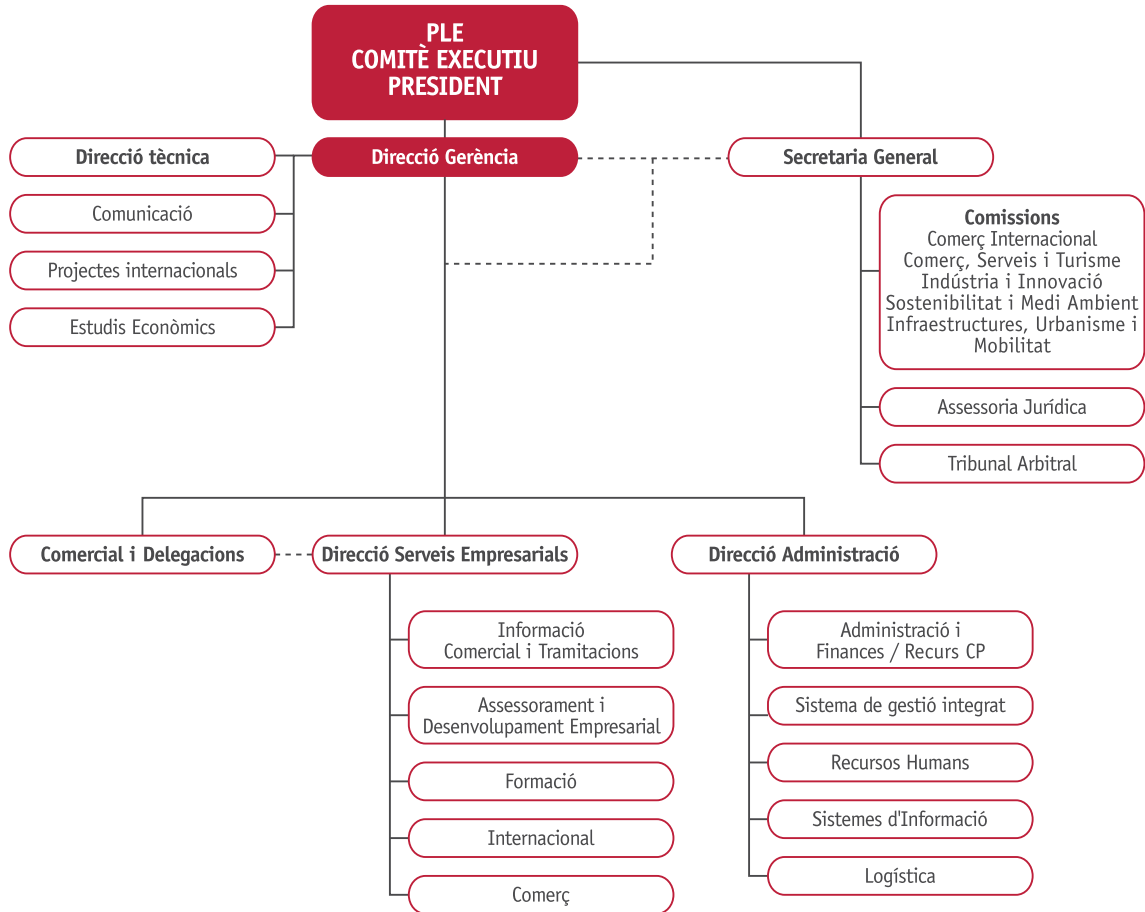 PLE
COMITÈ EXECUTIU
PRESIDENT
Direcció tècnica
Direcció Gerència
Secretaria General
Comunicació
Projectes internacionals
Estudis Econòmics
Comissions
Comerç Internacional
Comerç, Serveis i Turisme
Indústria i Innovació
Sostenibilitat i Medi Ambient
Infraestructures, Urbanisme i
Mobilitat
Assessoria Jurídica
Tribunal Arbitral
Comercial i Delegacions
Direcció Serveis Empresarials
Direcció Administració
Informació
Comercial i Tramitacions
Assessorament i
Desenvolupament Empresarial
Formació
Internacional
Comerç
Administració i
Finances / Recurs CP
Sistema de gestió integrat
Recursos Humans
Sistemes d'Informació
Logística